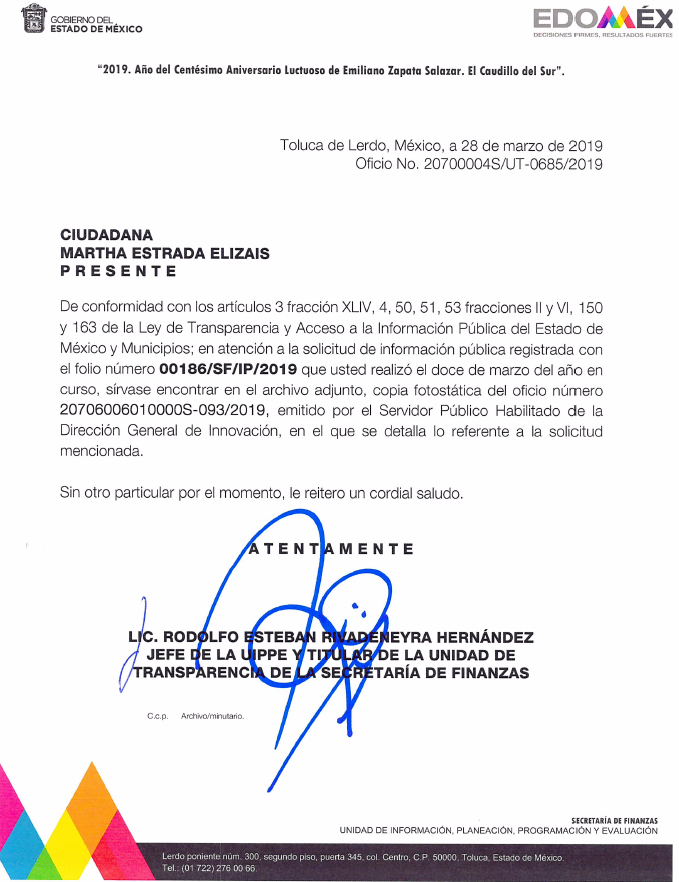 GOBIERNO DEL
ESTADO DE MÉXICO
EDOMÉX
DECISIONES FIRMES, RESULTADOS FUERTES
"2019. Año del Centésimo Aniversario Luctuoso de Emiliano Zapata Salazar. El Caudillo del Sur".
Toluca de Lerdo, México, a 28 de marzo de 2019
Oficio No. 20700004S/UT-0685/2019
CIUDADANA
MARTHA ESTRADA ELIZAIS
P R E S E N T E
De conformidad con los artículos 3 fracción XLIV, 4, 50, 51, 53 fracciones II y VI, 150
y 163 de la Ley de Transparencia y Acceso a la Información Pública del Estado de
México y Municipios; en atención a la solicitud de información pública registrada con
el folio número 00186/SF/IP/2019 que usted realizó el doce de marzo del año en
curso, sírvase encontrar en el archivo adjunto, copia fotostática del oficio número
20706006010000S-093/2019, emitido por el Servidor Público Habilitado de la
Dirección General de Innovación, en el que se detalla lo referente a la solicitud
mencionada.
Sin otro particular por el momento, le reitero un cordial saludo.
A T E N T A M E N T E
LIC. RODOLFO ESTEBAN RIVADENEYRA HERNÁNDEZ
JEFE DE LA UIPPE Y TITULAR DE LA UNIDAD DE
TRANSPARENCIA DE LA SECRETARÍA DE FINANZAS
C.c.p. Archivo/minutario.
SECRETARÍA DE FINANZAS
UNIDAD DE INFORMACIÓN, PLANEACIÓN, PROGRAMACIÓN Y EVALUACIÓN
Lerdo poniente núm. 300, segundo piso, puerta 345, col. Centro, C.P. 50000, Toluca, Estado de México.
Tel.: (01 722) 276 00 66.